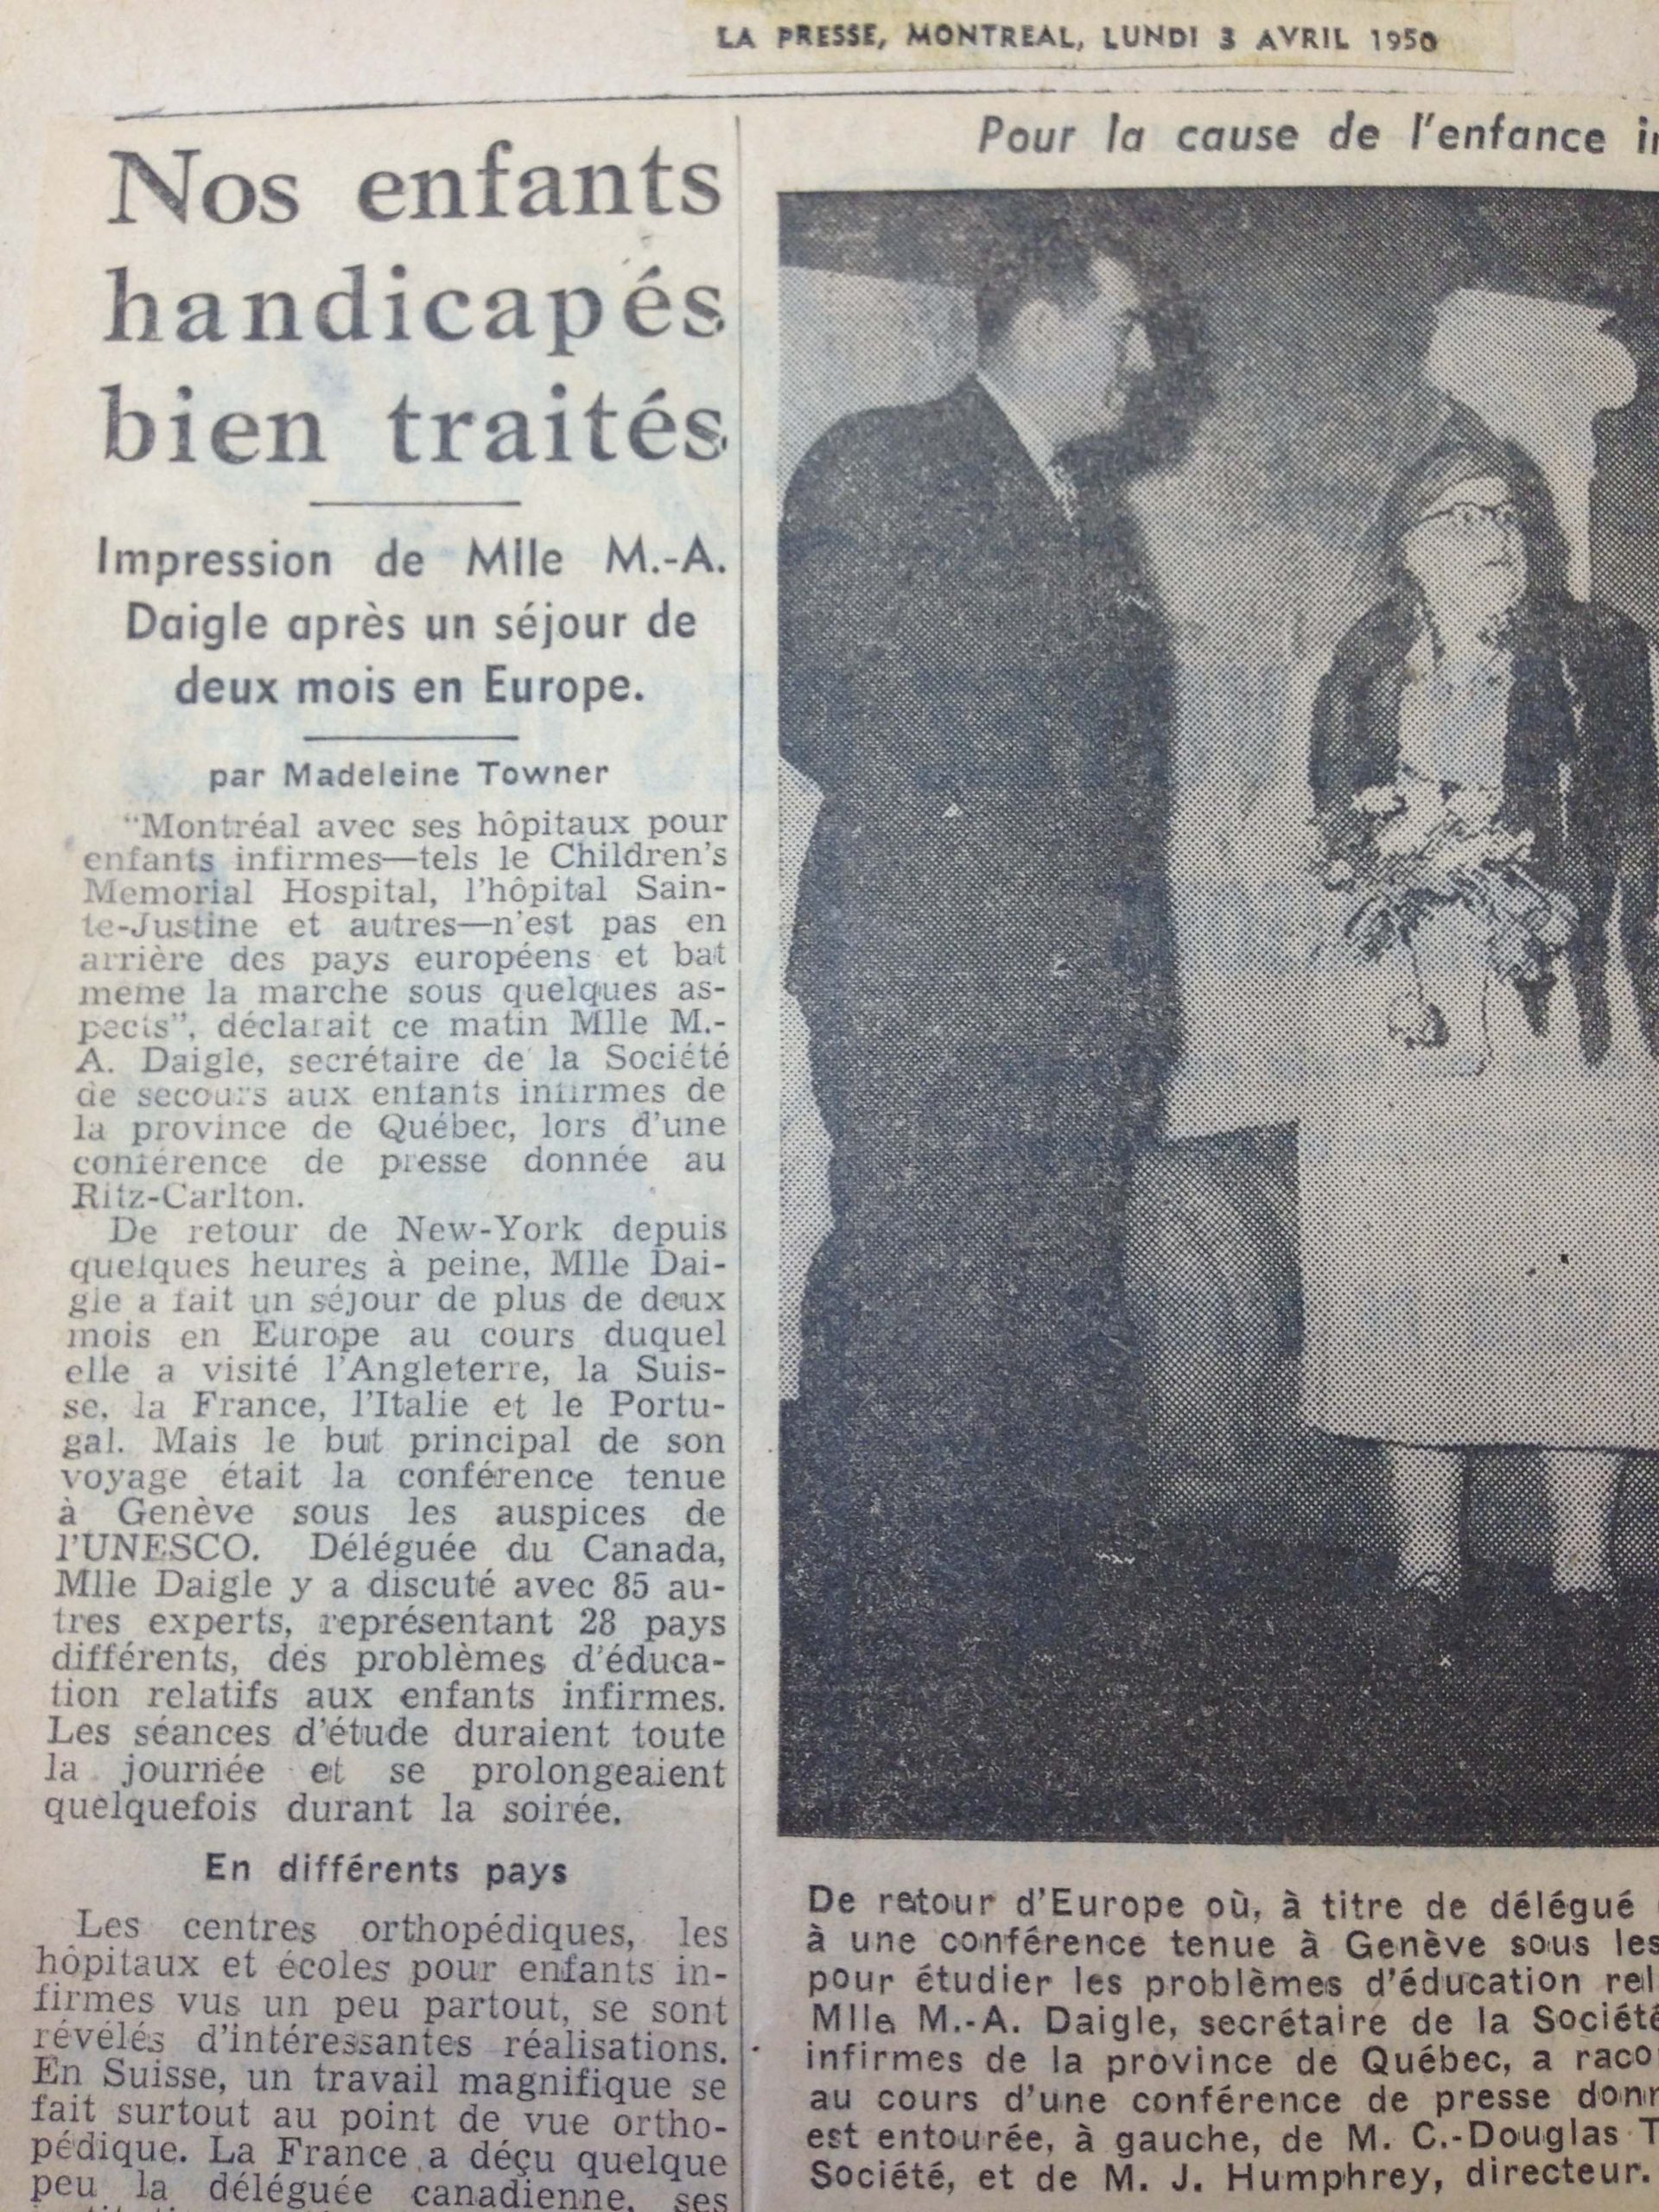 LA PRESSE, MONTREAL, LUNDI 3 AVRIL 1950
Nos enfants
handicapés
bien traités
Impression de Mlle M.-A.
Daigle après un séjour de
deux mois en Europe.
par Madeleine Towner
"Montréal avec ses hôpitaux pour
enfants infirmes—tels le Children's
Memorial Hospital, l'hôpital Sain-
te-Justine et autres—n'est pas en
arrière des pays européens et bat
meme la marche sous quelques as-
pects", déclarait ce matin Mlle M.-
A. Daigle, secrétaire de la Société
de secours aux enfants infirmes de
la province de Québec, lors d'une
conférence de presse donnée au
Ritz-Carlton.
De retour de New-York depuis
quelques heures à peine, Mlle Dai-
gle a fait un séjour de plus de deux
mois en Europe au cours duquel
elle a visité l'Angleterre, la Suis-
se, la France, l'Italie et le Portu-
gal. Mais le but principal de son
voyage était la conférence tenue
à Genève sous les auspices de
l'UNESCO. Déléguée du Canada,
Mlle Daigle y a discuté avec 85 au-
tres experts, représentant 28 pays
différents, des problèmes d'éduca-
tion relatifs aux enfants infirmes.
Les séances d'étude duraient toute
la journée et se prolongeaient
quelquefois durant la soirée.
En différents pays
Les centres orthopédiques, les
hôpitaux et écoles pour enfants in-
firmes vus un peu partout, se sont
révélés d'intéressantes réalisations.
En Suisse, un travail magnifique se
fait surtout au point de vue ortho-
pédique. La France a déçu quelque
peu la déléguée canadienne, ses
Pour la cause de l'enfance
De retour d'Europe où, à titre de délégué
à une conférence tenue à Genève sous les
pour étudier les problèmes d'éducation rel
Mlle M.-A. Daigle, secrétaire de la Société
infirmes de la province de Québec, a raco
au cours d'une conférence de presse donn
est entourée, à gauche, de M. C.-Douglas T
Société, et de M. J. Humphrey, directeur.